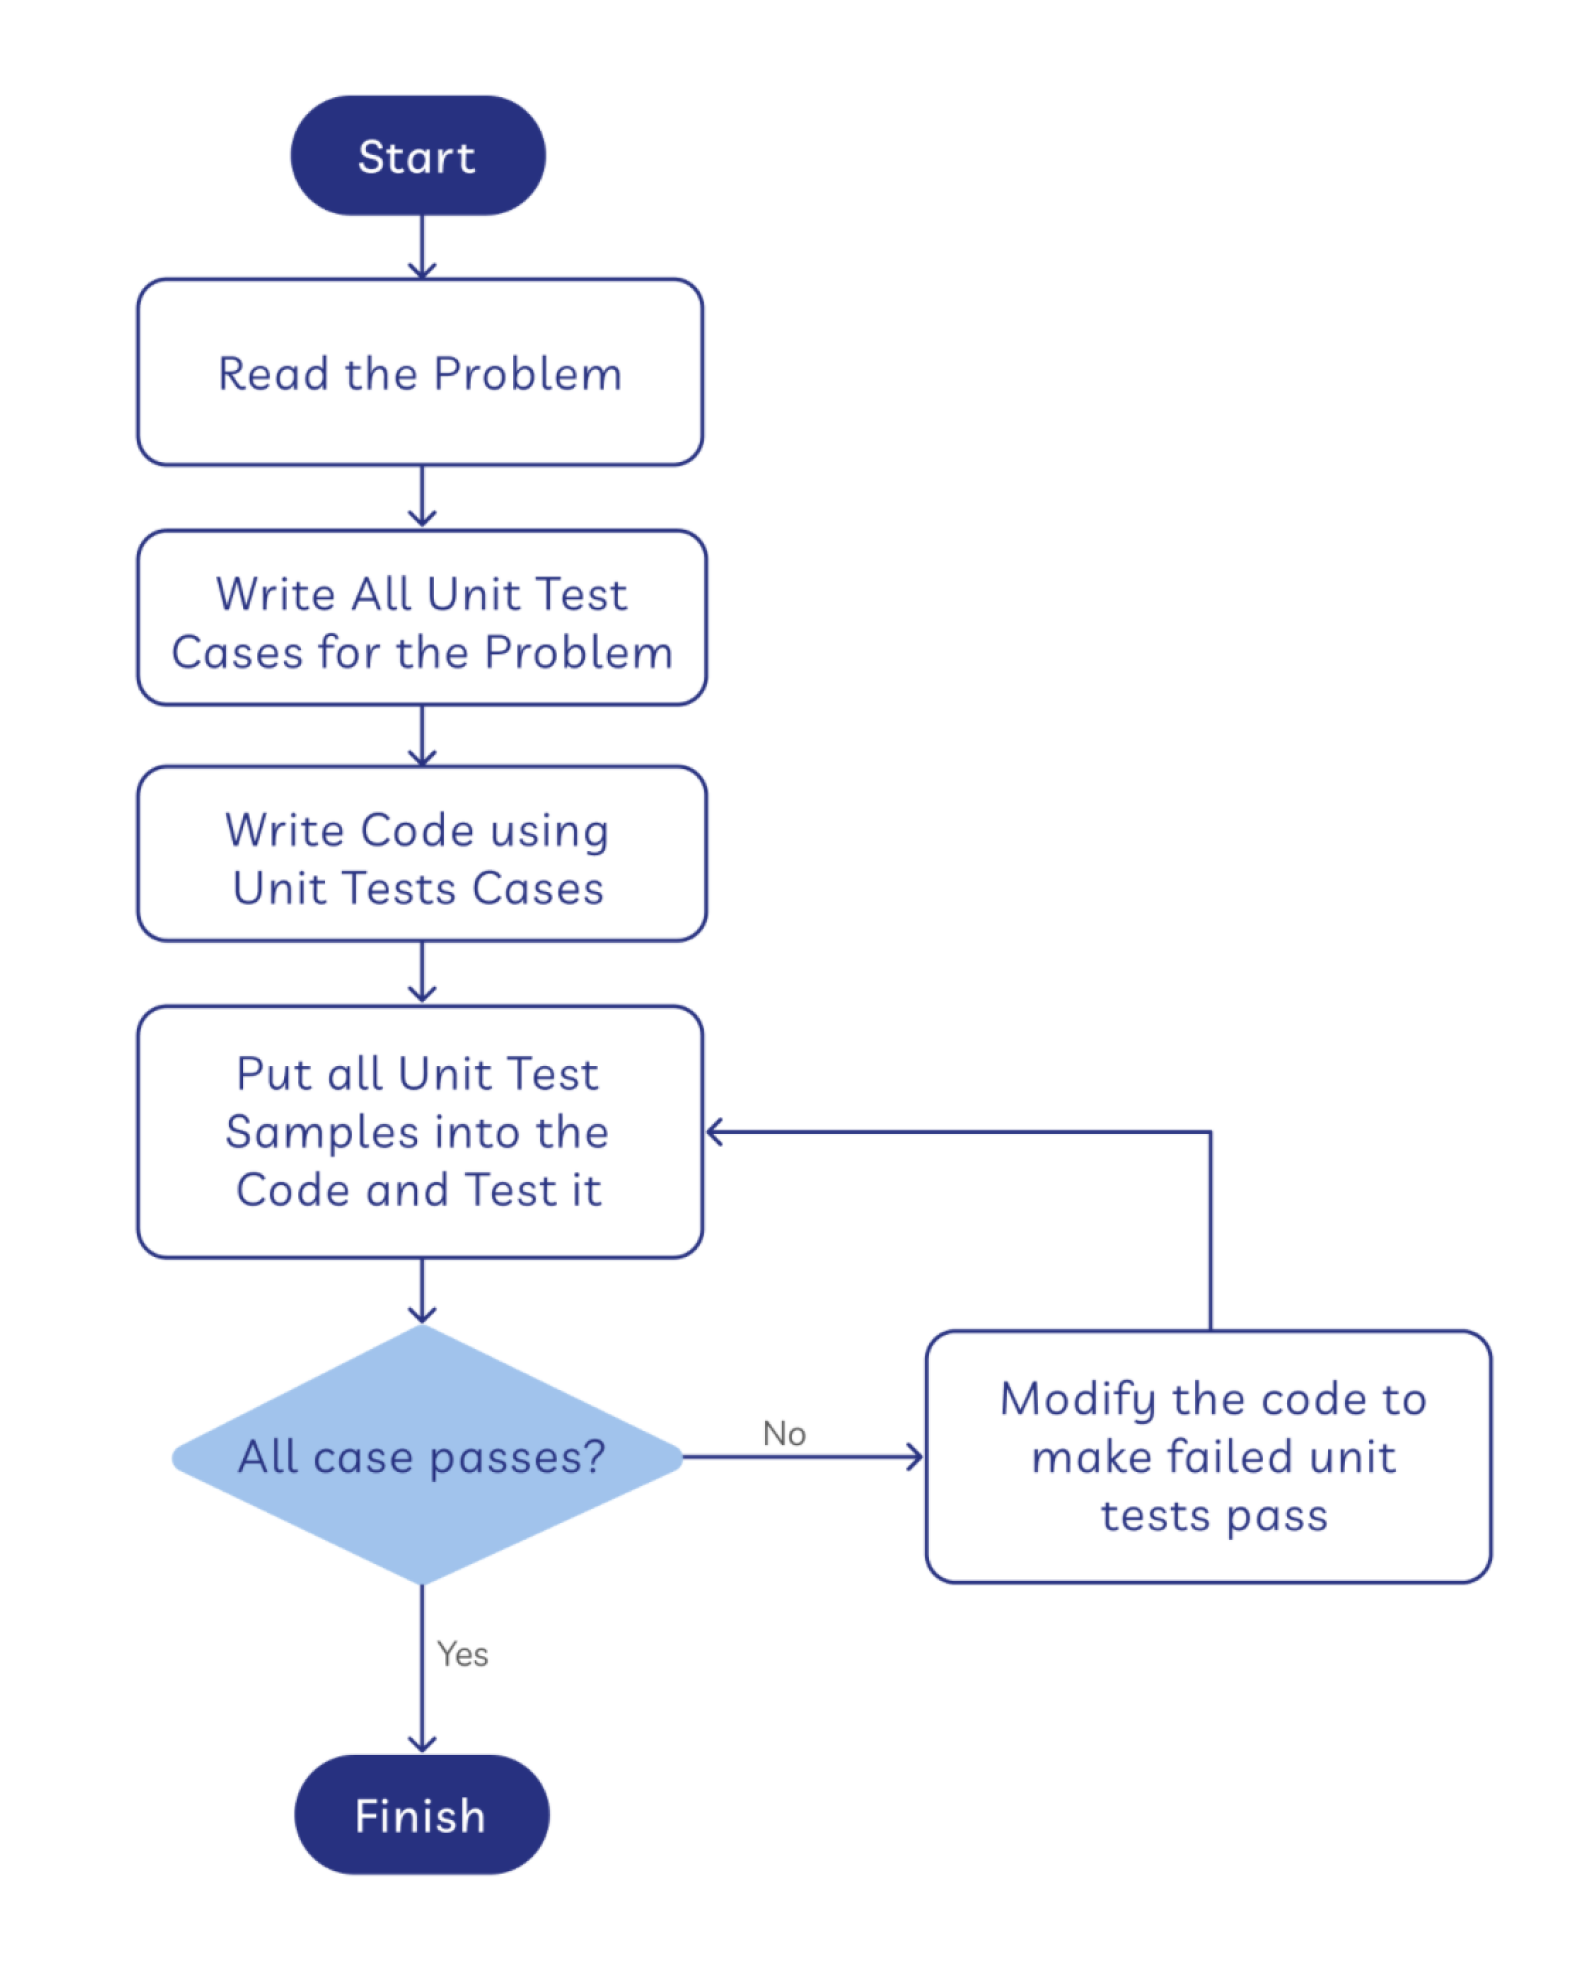 Start
Read the Problem
Write All Unit Test
Cases for the Problem
Write Code using
Unit Tests Cases
Put all Unit Test
Samples into the
Code and Test it
All case passes?
No
Modify the code to
make failed unit
tests pass
Yes
Finish